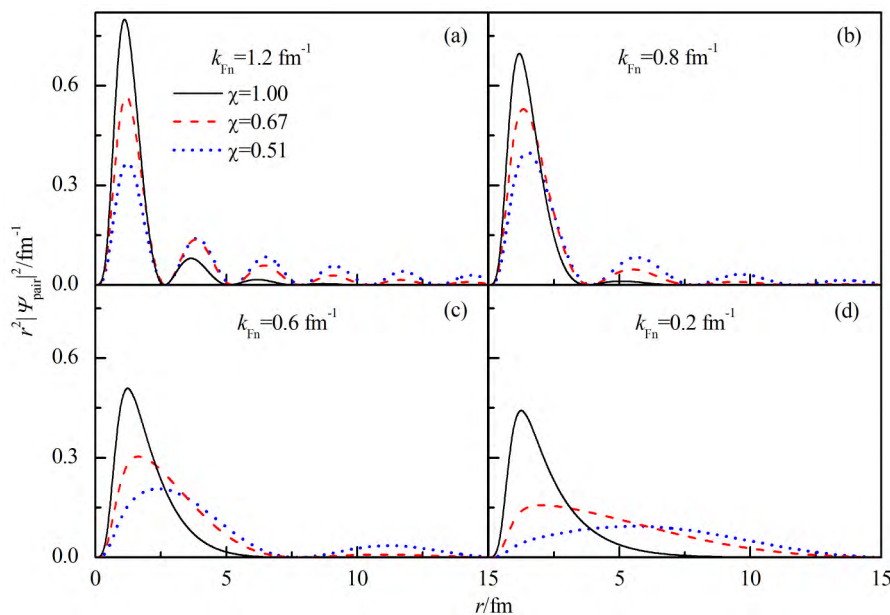 (a)
k_Fn=1.2 fm⁻¹
χ=1.00
χ=0.67
χ=0.51
(b)
k_Fn=0.8 fm⁻¹
0.6
0.3
0.0
r²|Ψ_pair|²/fm⁻¹
(c)
k_Fn=0.6 fm⁻¹
(d)
k_Fn=0.2 fm⁻¹
0.6
0.3
0.0
0 5 10 15 5 10 15
r/fm